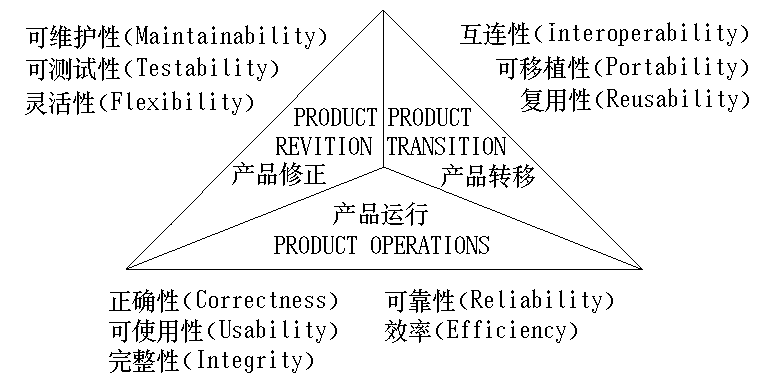 可维护性(Maintainability)
可测试性(Testability)
灵活性(Flexibility)
互连性(Interoperability)
可移植性(Portability)
复用性(Reusability)
PRODUCT
REVITION
产品修正
PRODUCT
TRANSITION
产品转移
产品运行
PRODUCT OPERATIONS
正确性(Correctness)
可使用性(Usability)
完整性(Integrity)
可靠性(Reliability)
效率(Efficiency)